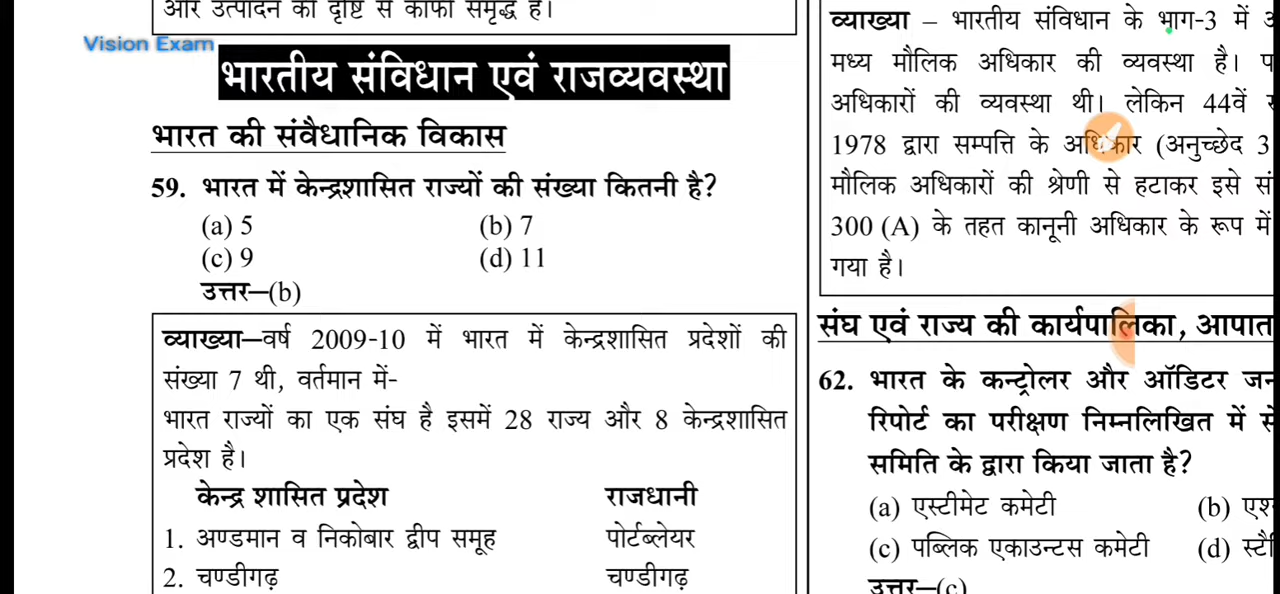 और उत्पादन की दृष्टि से काफी समृद्ध है।
Vision Exam
भारतीय संविधान एवं राजव्यवस्था
भारत की संवैधानिक विकास
59. भारत में केन्द्रशासित राज्यों की संख्या कितनी है?
(a) 5 (b) 7
(c) 9 (d) 11
उत्तर–(b)
व्याख्या–वर्ष 2009-10 में भारत में केन्द्रशासित प्रदेशों की
संख्या 7 थी, वर्तमान में-
भारत राज्यों का एक संघ है इसमें 28 राज्य और 8 केन्द्रशासित
प्रदेश है।
केन्द्र शासित प्रदेश राजधानी
1. अण्डमान व निकोबार द्वीप समूह पोर्टब्लेयर
2. चण्डीगढ़ चण्डीगढ़
व्याख्या – भारतीय संविधान के भाग-3 में
मध्य मौलिक अधिकार की व्यवस्था है।
अधिकारों की व्यवस्था थी। लेकिन 44वें
1978 द्वारा सम्पत्ति के अधिकार (अनुच्छेद 3
मौलिक अधिकारों की श्रेणी से हटाकर इसे
300 (A) के तहत कानूनी अधिकार के रूप में
गया है।
संघ एवं राज्य की कार्यपालिका, आपात
62. भारत के कन्ट्रोलर और ऑडिटर
रिपोर्ट का परीक्षण निम्नलिखित में
समिति के द्वारा किया जाता है?
(a) एस्टीमेट कमेटी (b)
(c) पब्लिक एकाउन्टस कमेटी (d)
उत्तर–(c)